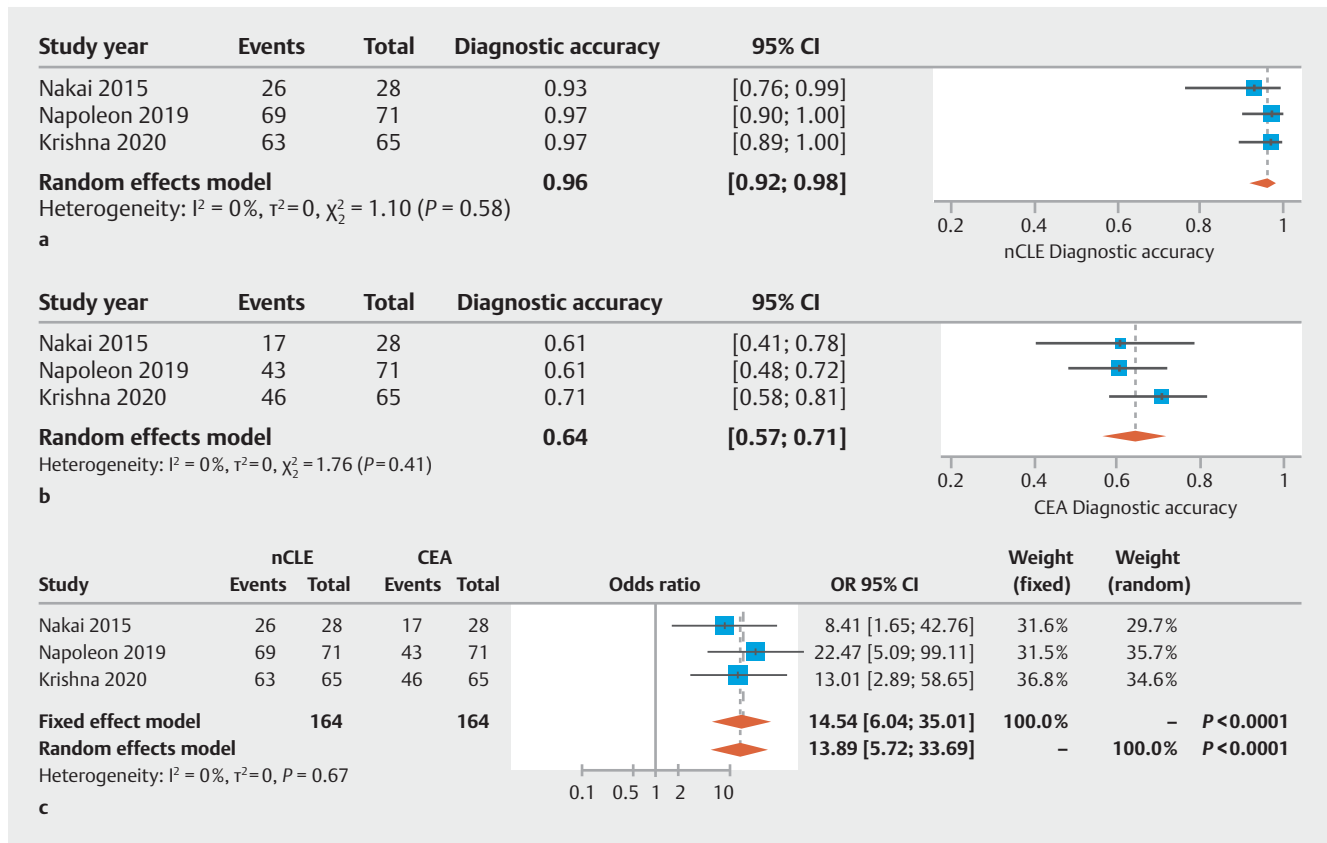 Study year Events Total Diagnostic accuracy 95% CI
Nakai 2015 26 28 0.93 [0.76; 0.99]
Napoleon 2019 69 71 0.97 [0.90; 1.00]
Krishna 2020 63 65 0.97 [0.89; 1.00]
Random effects model 0.96 [0.92; 0.98]
Heterogeneity: I² = 0%, τ²=0, χ²₂ = 1.10 (P = 0.58)
0.2 0.4 0.6 0.8 1
nCLE Diagnostic accuracy
a
Study year Events Total Diagnostic accuracy 95% CI
Nakai 2015 17 28 0.61 [0.41; 0.78]
Napoleon 2019 43 71 0.61 [0.48; 0.72]
Krishna 2020 46 65 0.71 [0.58; 0.81]
Random effects model 0.64 [0.57; 0.71]
Heterogeneity: I² = 0%, τ²=0, χ²₂ =1.76 (P=0.41)
0.2 0.4 0.6 0.8 1
CEA Diagnostic accuracy
b
nCLE CEA Weight Weight
Study Events Total Events Total Odds ratio OR 95% CI (fixed) (random)
Nakai 2015 26 28 17 28 8.41 [1.65; 42.76] 31.6% 29.7%
Napoleon 2019 69 71 43 71 22.47 [5.09; 99.11] 31.5% 35.7%
Krishna 2020 63 65 46 65 13.01 [2.89; 58.65] 36.8% 34.6%
Fixed effect model 164 164 14.54 [6.04; 35.01] 100.0% – P<0.0001
Random effects model 13.89 [5.72; 33.69] – 100.0% P<0.0001
Heterogeneity: I² = 0%, τ²=0, P = 0.67
0.1 0.5 1 2 10
c